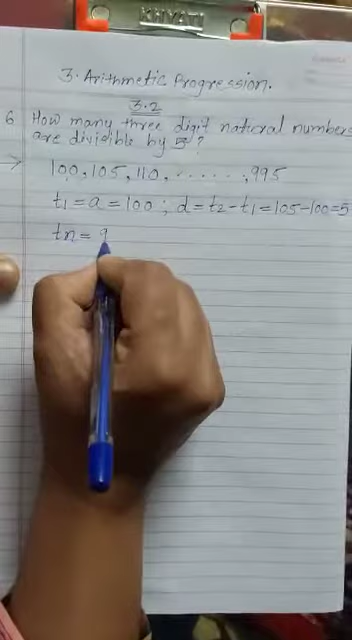 KHYATI
3. Arithmetic Progression.
3.2
6 How many three digit natural numbers
are divisible by 5 ?
→ 100, 105, 110, ......, 995
t1 = a = 100 ; d = t2 - t1 = 105 - 100 = 5
tn = 9